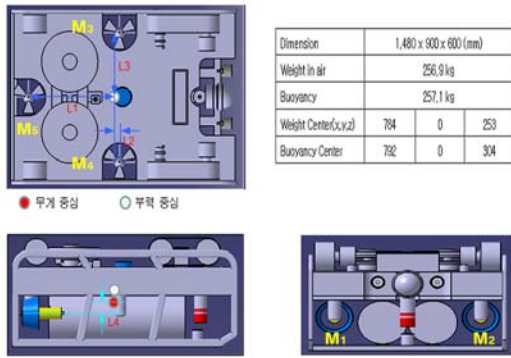 M3
L3
L1
L2
M5
M4
무게 중심
부력 중심
Dimension 1,480 x 900 x 600 (mm)
Weight in air 256,9 kg
Buoyancy 257,1 kg
Weight Center(x,y,z) 784 0 253
Buoyancy Center 792 0 304
L4
M1
M2